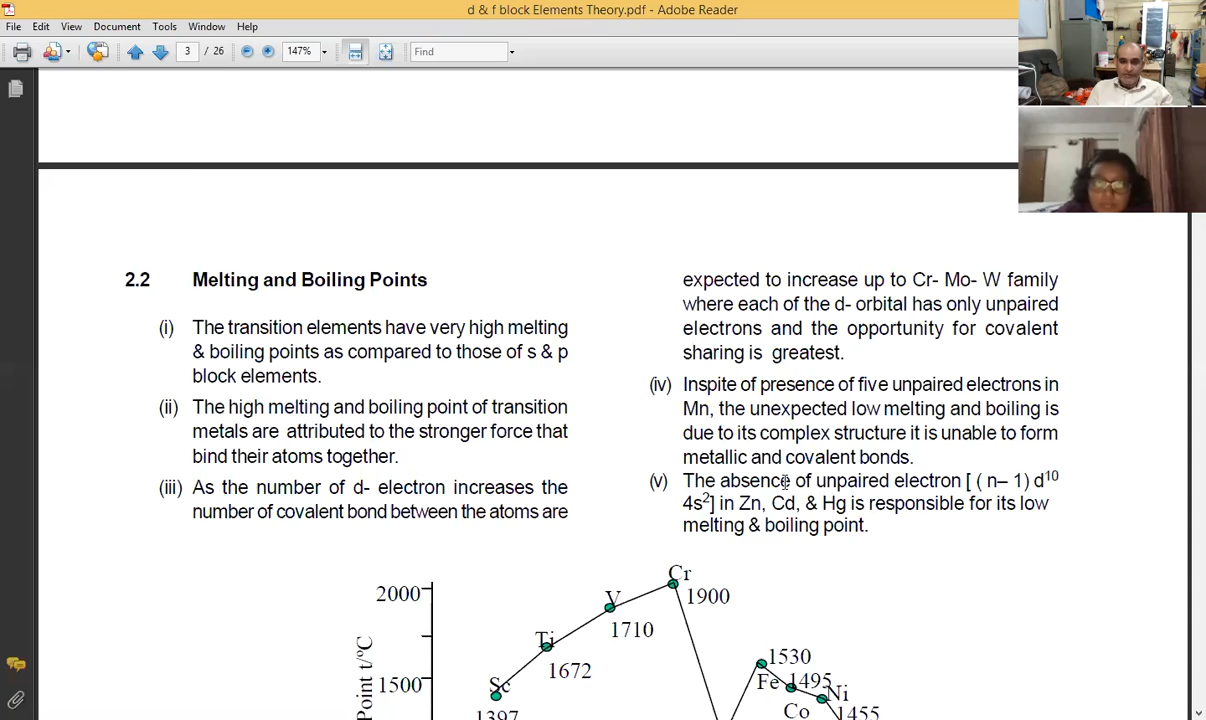 d & f block Elements Theory.pdf - Adobe Reader
File Edit View Document Tools Window Help
3 / 26 147% Find
2.2 Melting and Boiling Points
(i) The transition elements have very high melting
& boiling points as compared to those of s & p
block elements.
(ii) The high melting and boiling point of transition
metals are attributed to the stronger force that
bind their atoms together.
(iii) As the number of d- electron increases the
number of covalent bond between the atoms are
expected to increase up to Cr- Mo- W family
where each of the d- orbital has only unpaired
electrons and the opportunity for covalent
sharing is greatest.
(iv) Inspite of presence of five unpaired electrons in
Mn, the unexpected low melting and boiling is
due to its complex structure it is unable to form
metallic and covalent bonds.
(v) The absence of unpaired electron [ ( n– 1) d¹⁰
4s²] in Zn, Cd, & Hg is responsible for its low
melting & boiling point.
Cr
2000
1900
V
1710
Ti
1672
Point t/ºC
1500
Sc
1397
1530
Fe 1495
Ni
Co
1455